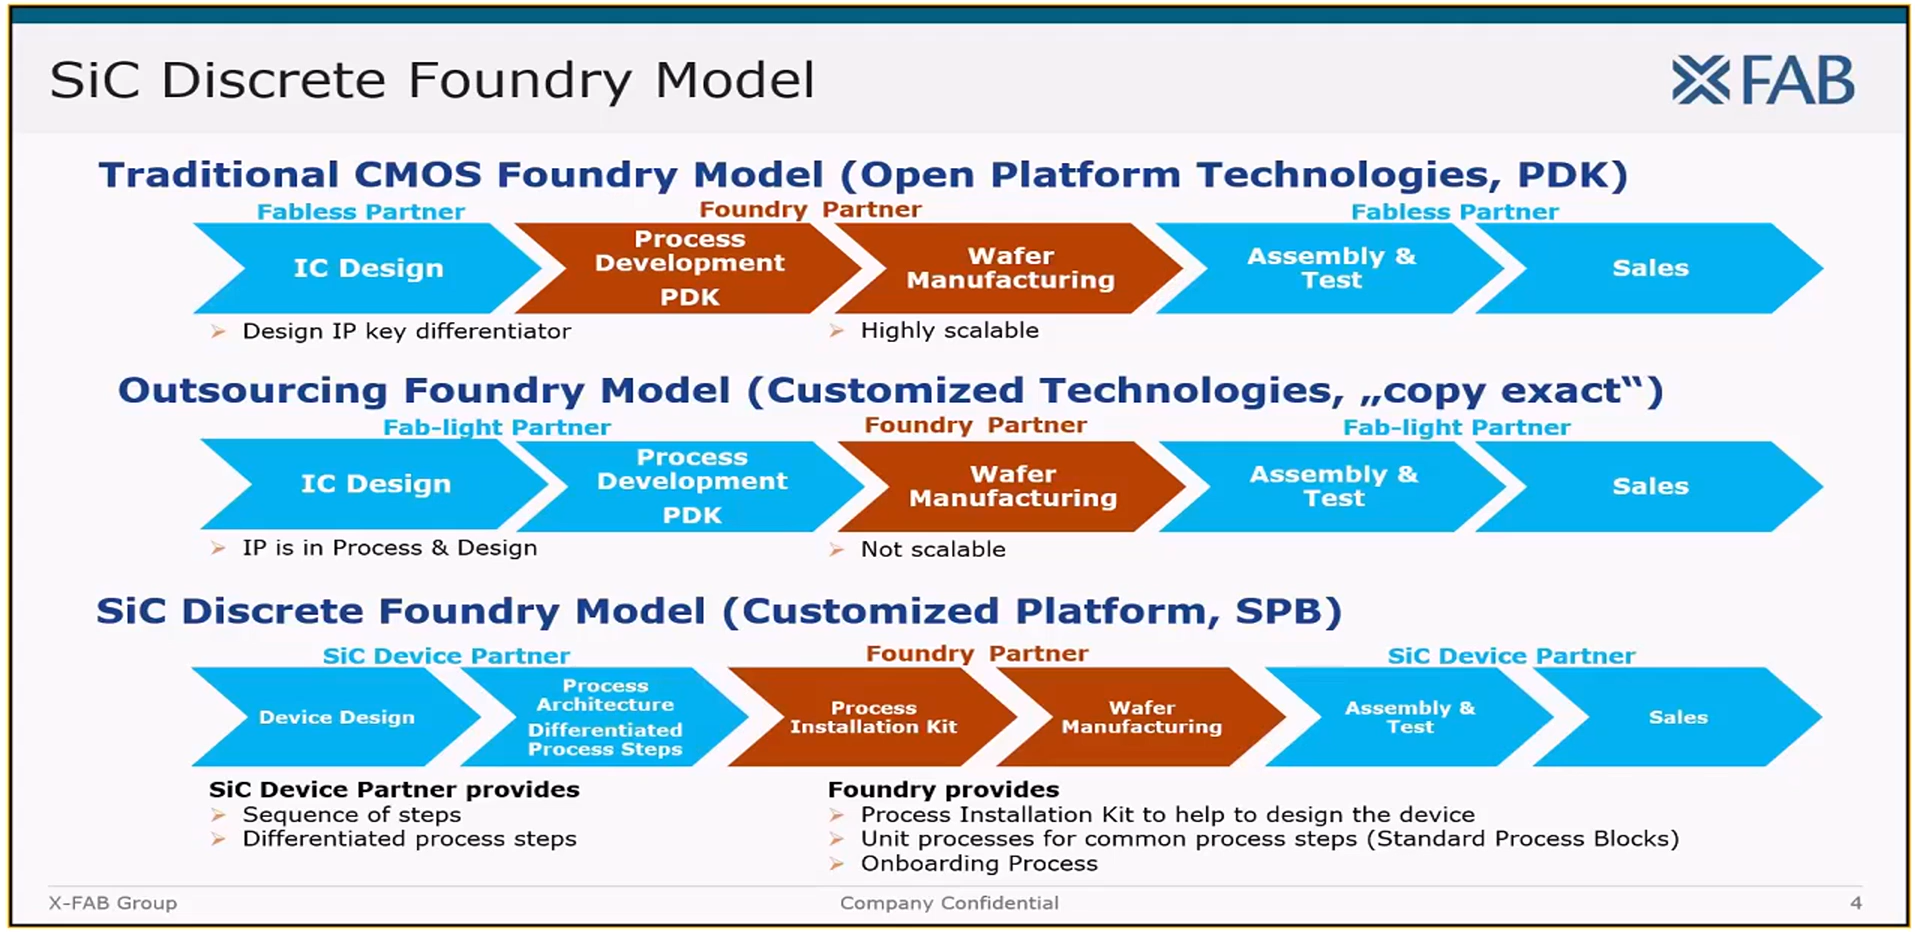 SiC Discrete Foundry Model
XFAB
Traditional CMOS Foundry Model (Open Platform Technologies, PDK)
Fabless Partner
Foundry Partner
Fabless Partner
IC Design
Process
Development
PDK
Wafer
Manufacturing
Assembly &
Test
Sales
➢ Design IP key differentiator
➢ Highly scalable
Outsourcing Foundry Model (Customized Technologies, „copy exact“)
Fab-light Partner
Foundry Partner
Fab-light Partner
IC Design
Process
Development
PDK
Wafer
Manufacturing
Assembly &
Test
Sales
➢ IP is in Process & Design
➢ Not scalable
SiC Discrete Foundry Model (Customized Platform, SPB)
SiC Device Partner
Foundry Partner
SiC Device Partner
Device Design
Process
Architecture
Differentiated
Process Steps
Process
Installation Kit
Wafer
Manufacturing
Assembly &
Test
Sales
SiC Device Partner provides
➢ Sequence of steps
➢ Differentiated process steps
Foundry provides
➢ Process Installation Kit to help to design the device
➢ Unit processes for common process steps (Standard Process Blocks)
➢ Onboarding Process
X-FAB Group
Company Confidential
4